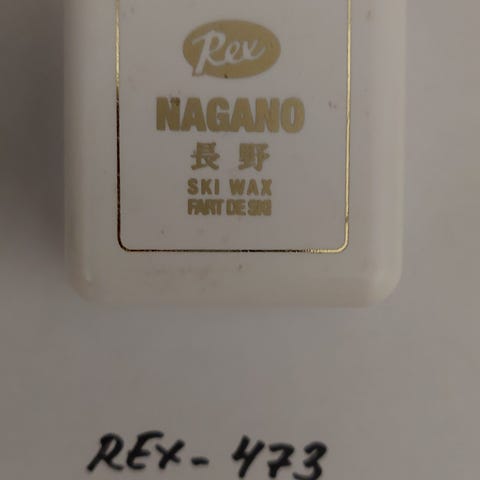 Rex
NAGANO
長野
SKI WAX
FART DE SKI
REX-473